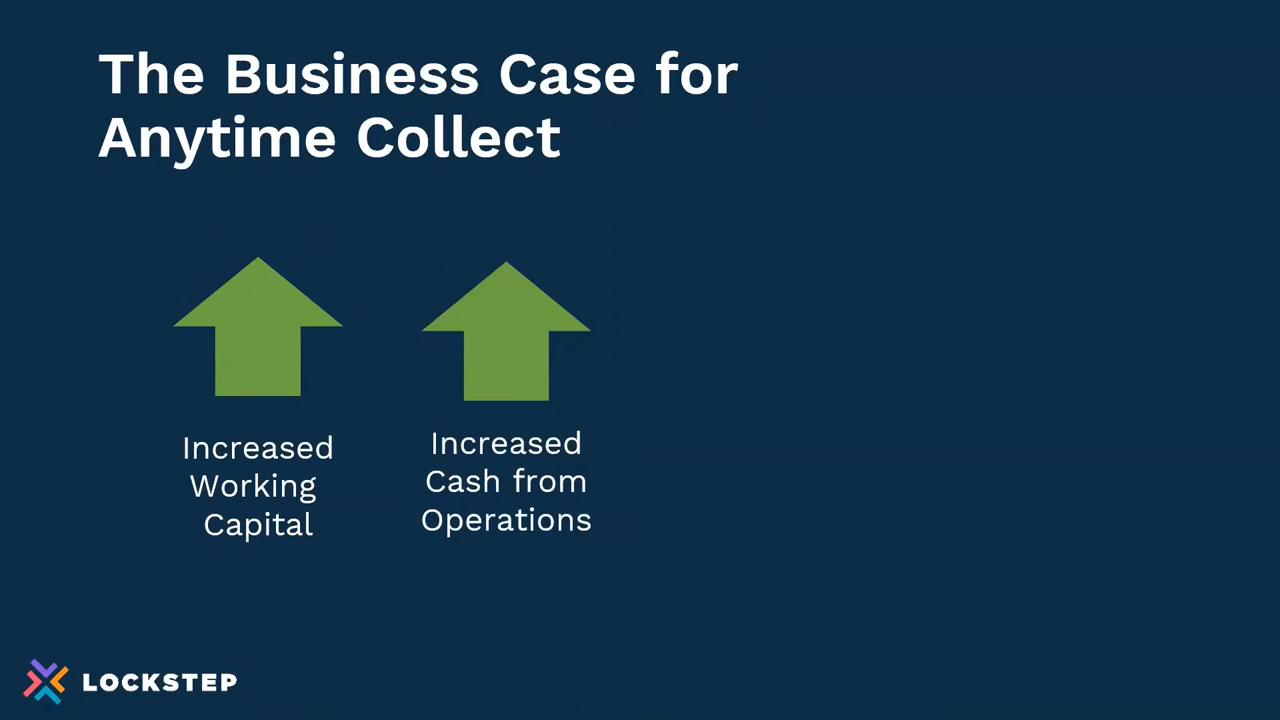 The Business Case for
Anytime Collect
Increased
Working
Capital
Increased
Cash from
Operations
LOCKSTEP